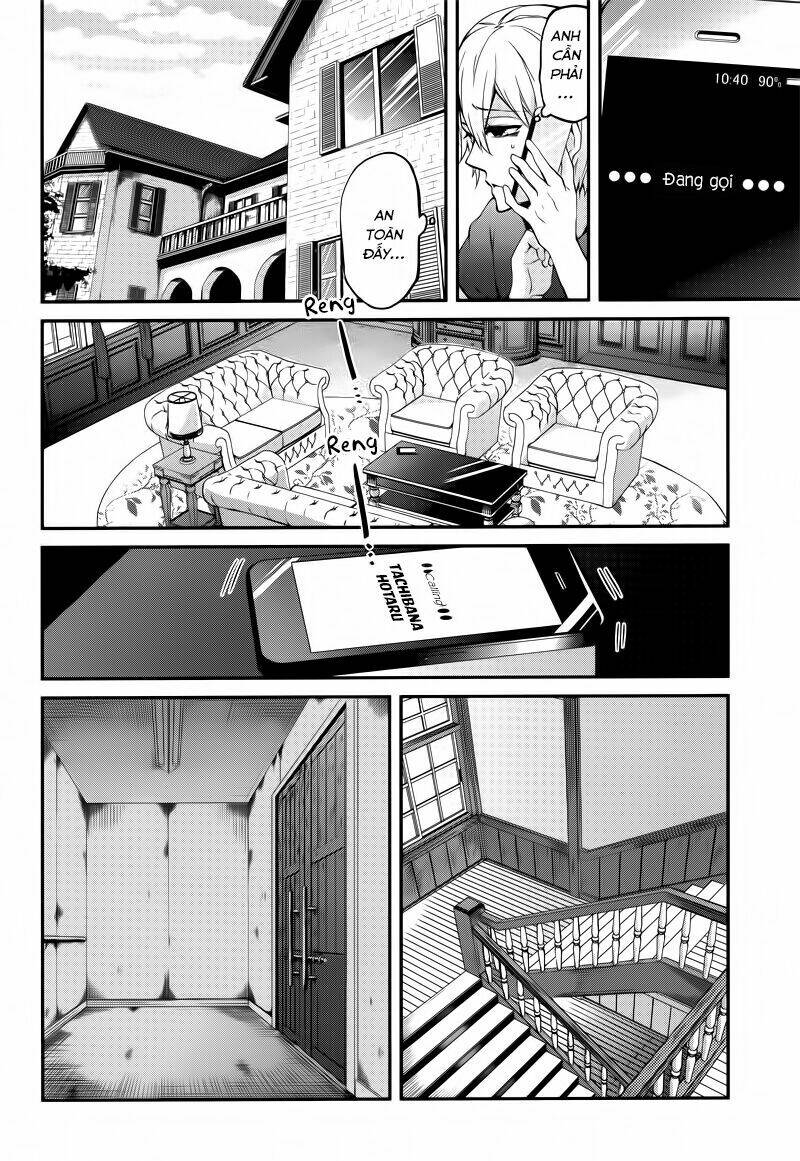 10:40 90%
••• Đang gọi •••
ANH
CẦN
PHẢI
...
AN
TOÀN
ĐẤY...
Reng
Reng
Calling
TACHIBANA
HOTARU